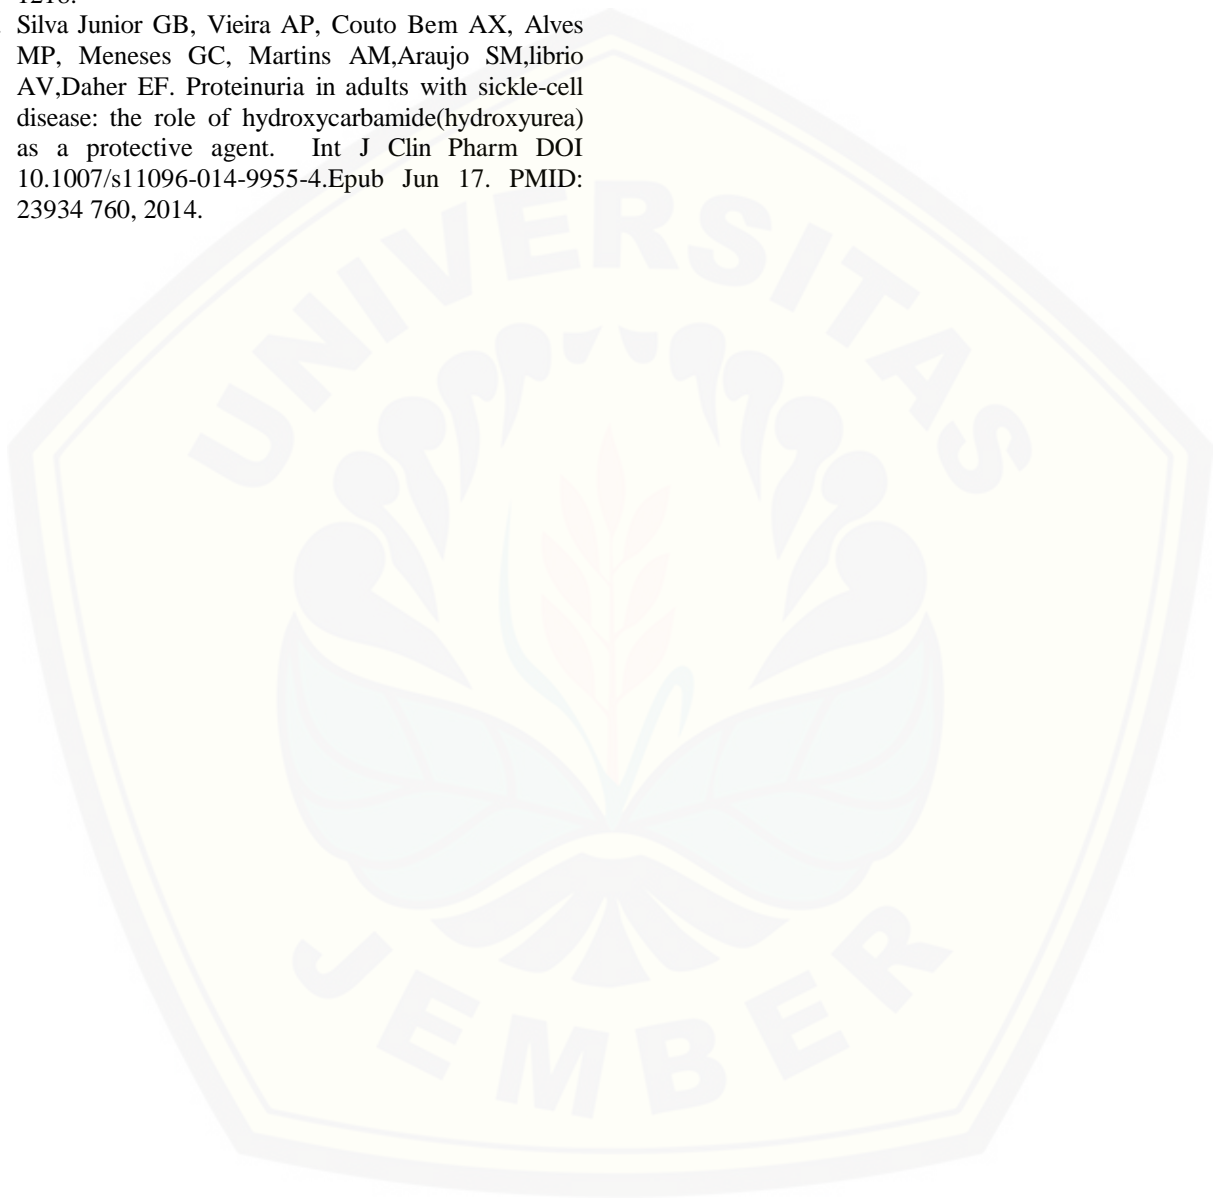 Silva Junior GB, Vieira AP, Couto Bem AX, Alves
MP, Meneses GC, Martins AM,Araujo SM,librio
AV,Daher EF. Proteinuria in adults with sickle-cell
disease: the role of hydroxycarbamide(hydroxyurea)
as a protective agent. Int J Clin Pharm DOI
10.1007/s11096-014-9955-4.Epub Jun 17. PMID:
23934 760, 2014.
UNIVERSITAS
JEMBER